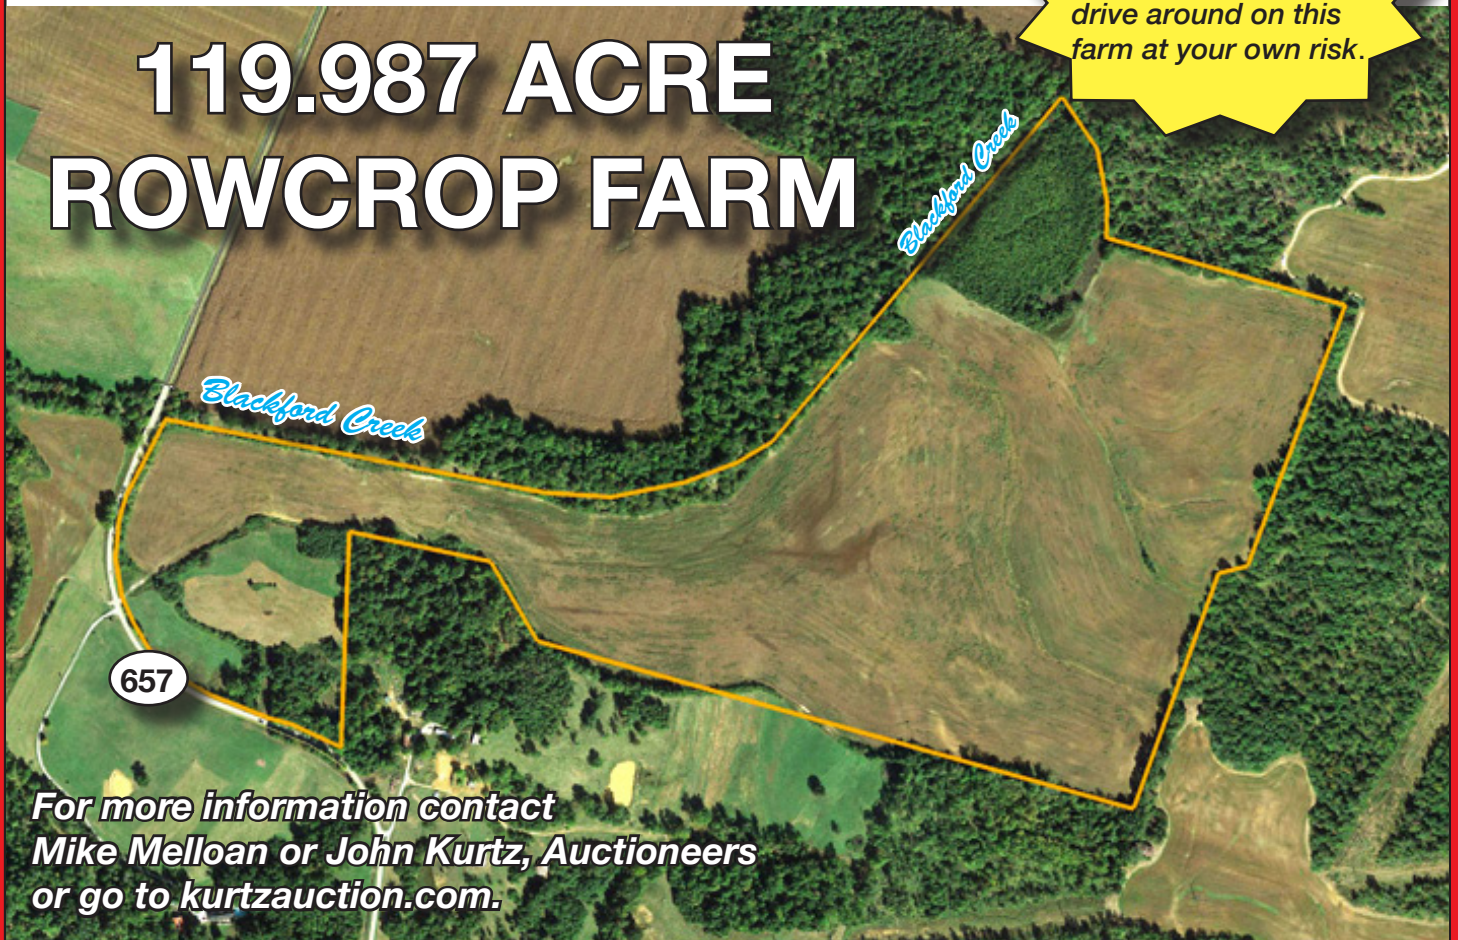 drive around on this
farm at your own risk.
119.987 ACRE
ROWCROP FARM
Blackford Creek
Blackford Creek
657
For more information contact
Mike Melloan or John Kurtz, Auctioneers
or go to kurtzauction.com.